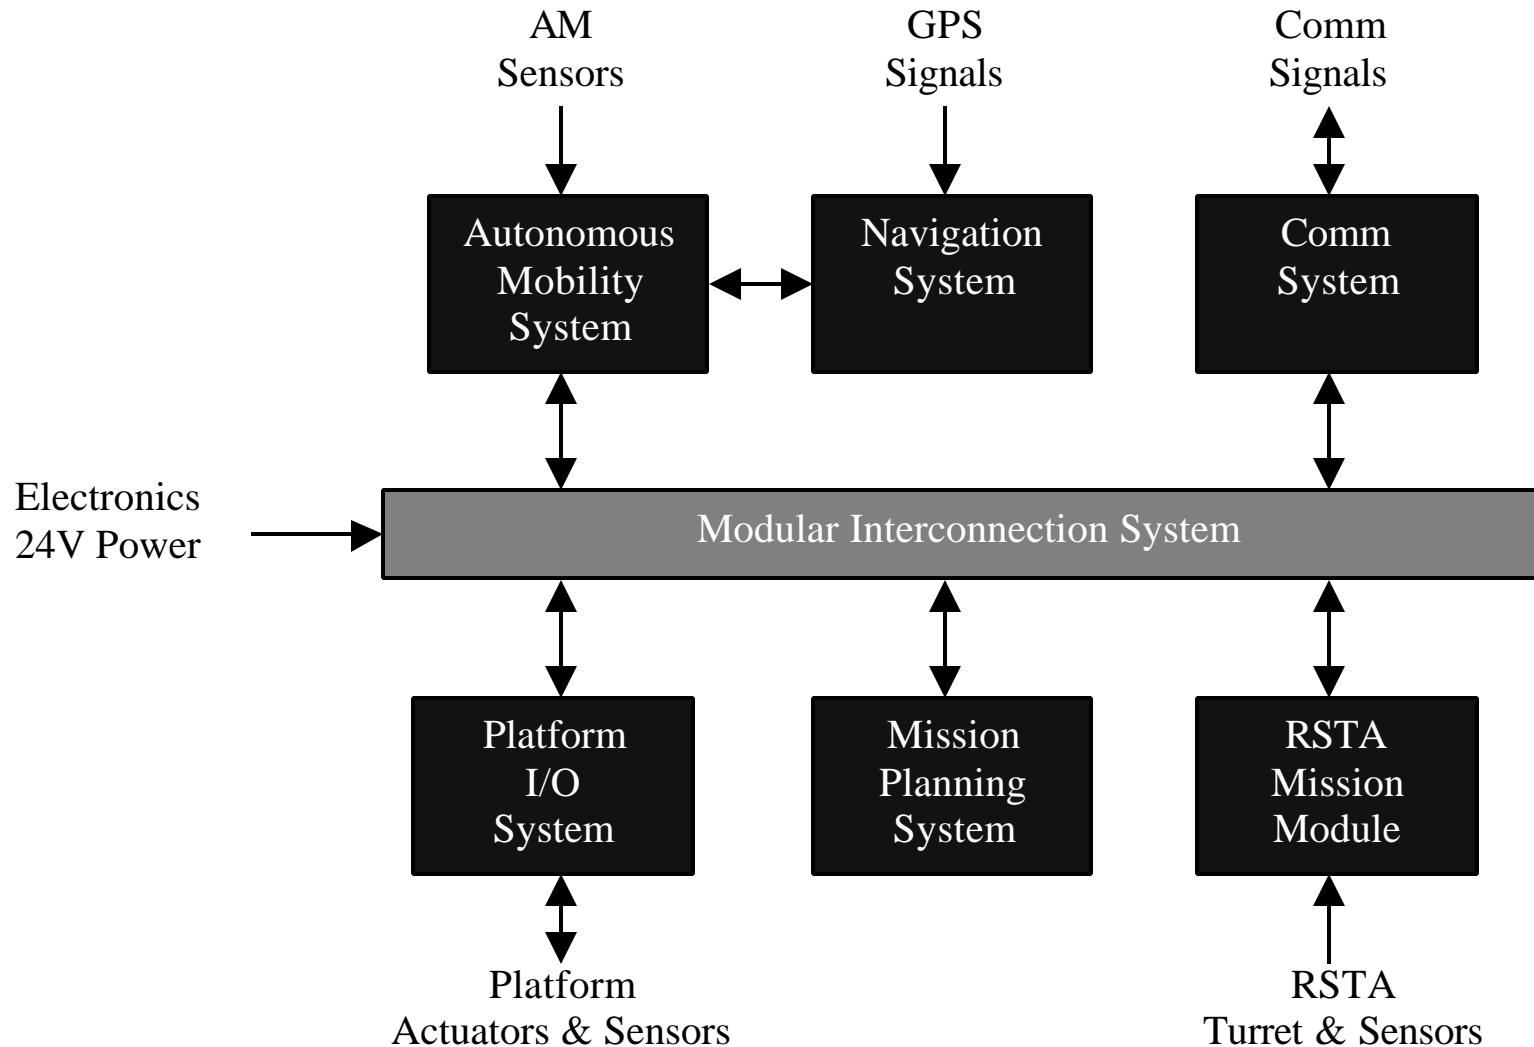 AM
Sensors
GPS
Signals
Comm
Signals
Autonomous
Mobility
System
Navigation
System
Comm
System
Electronics
24V Power
Modular Interconnection System
Platform
I/O
System
Mission
Planning
System
RSTA
Mission
Module
Platform
Actuators & Sensors
RSTA
Turret & Sensors